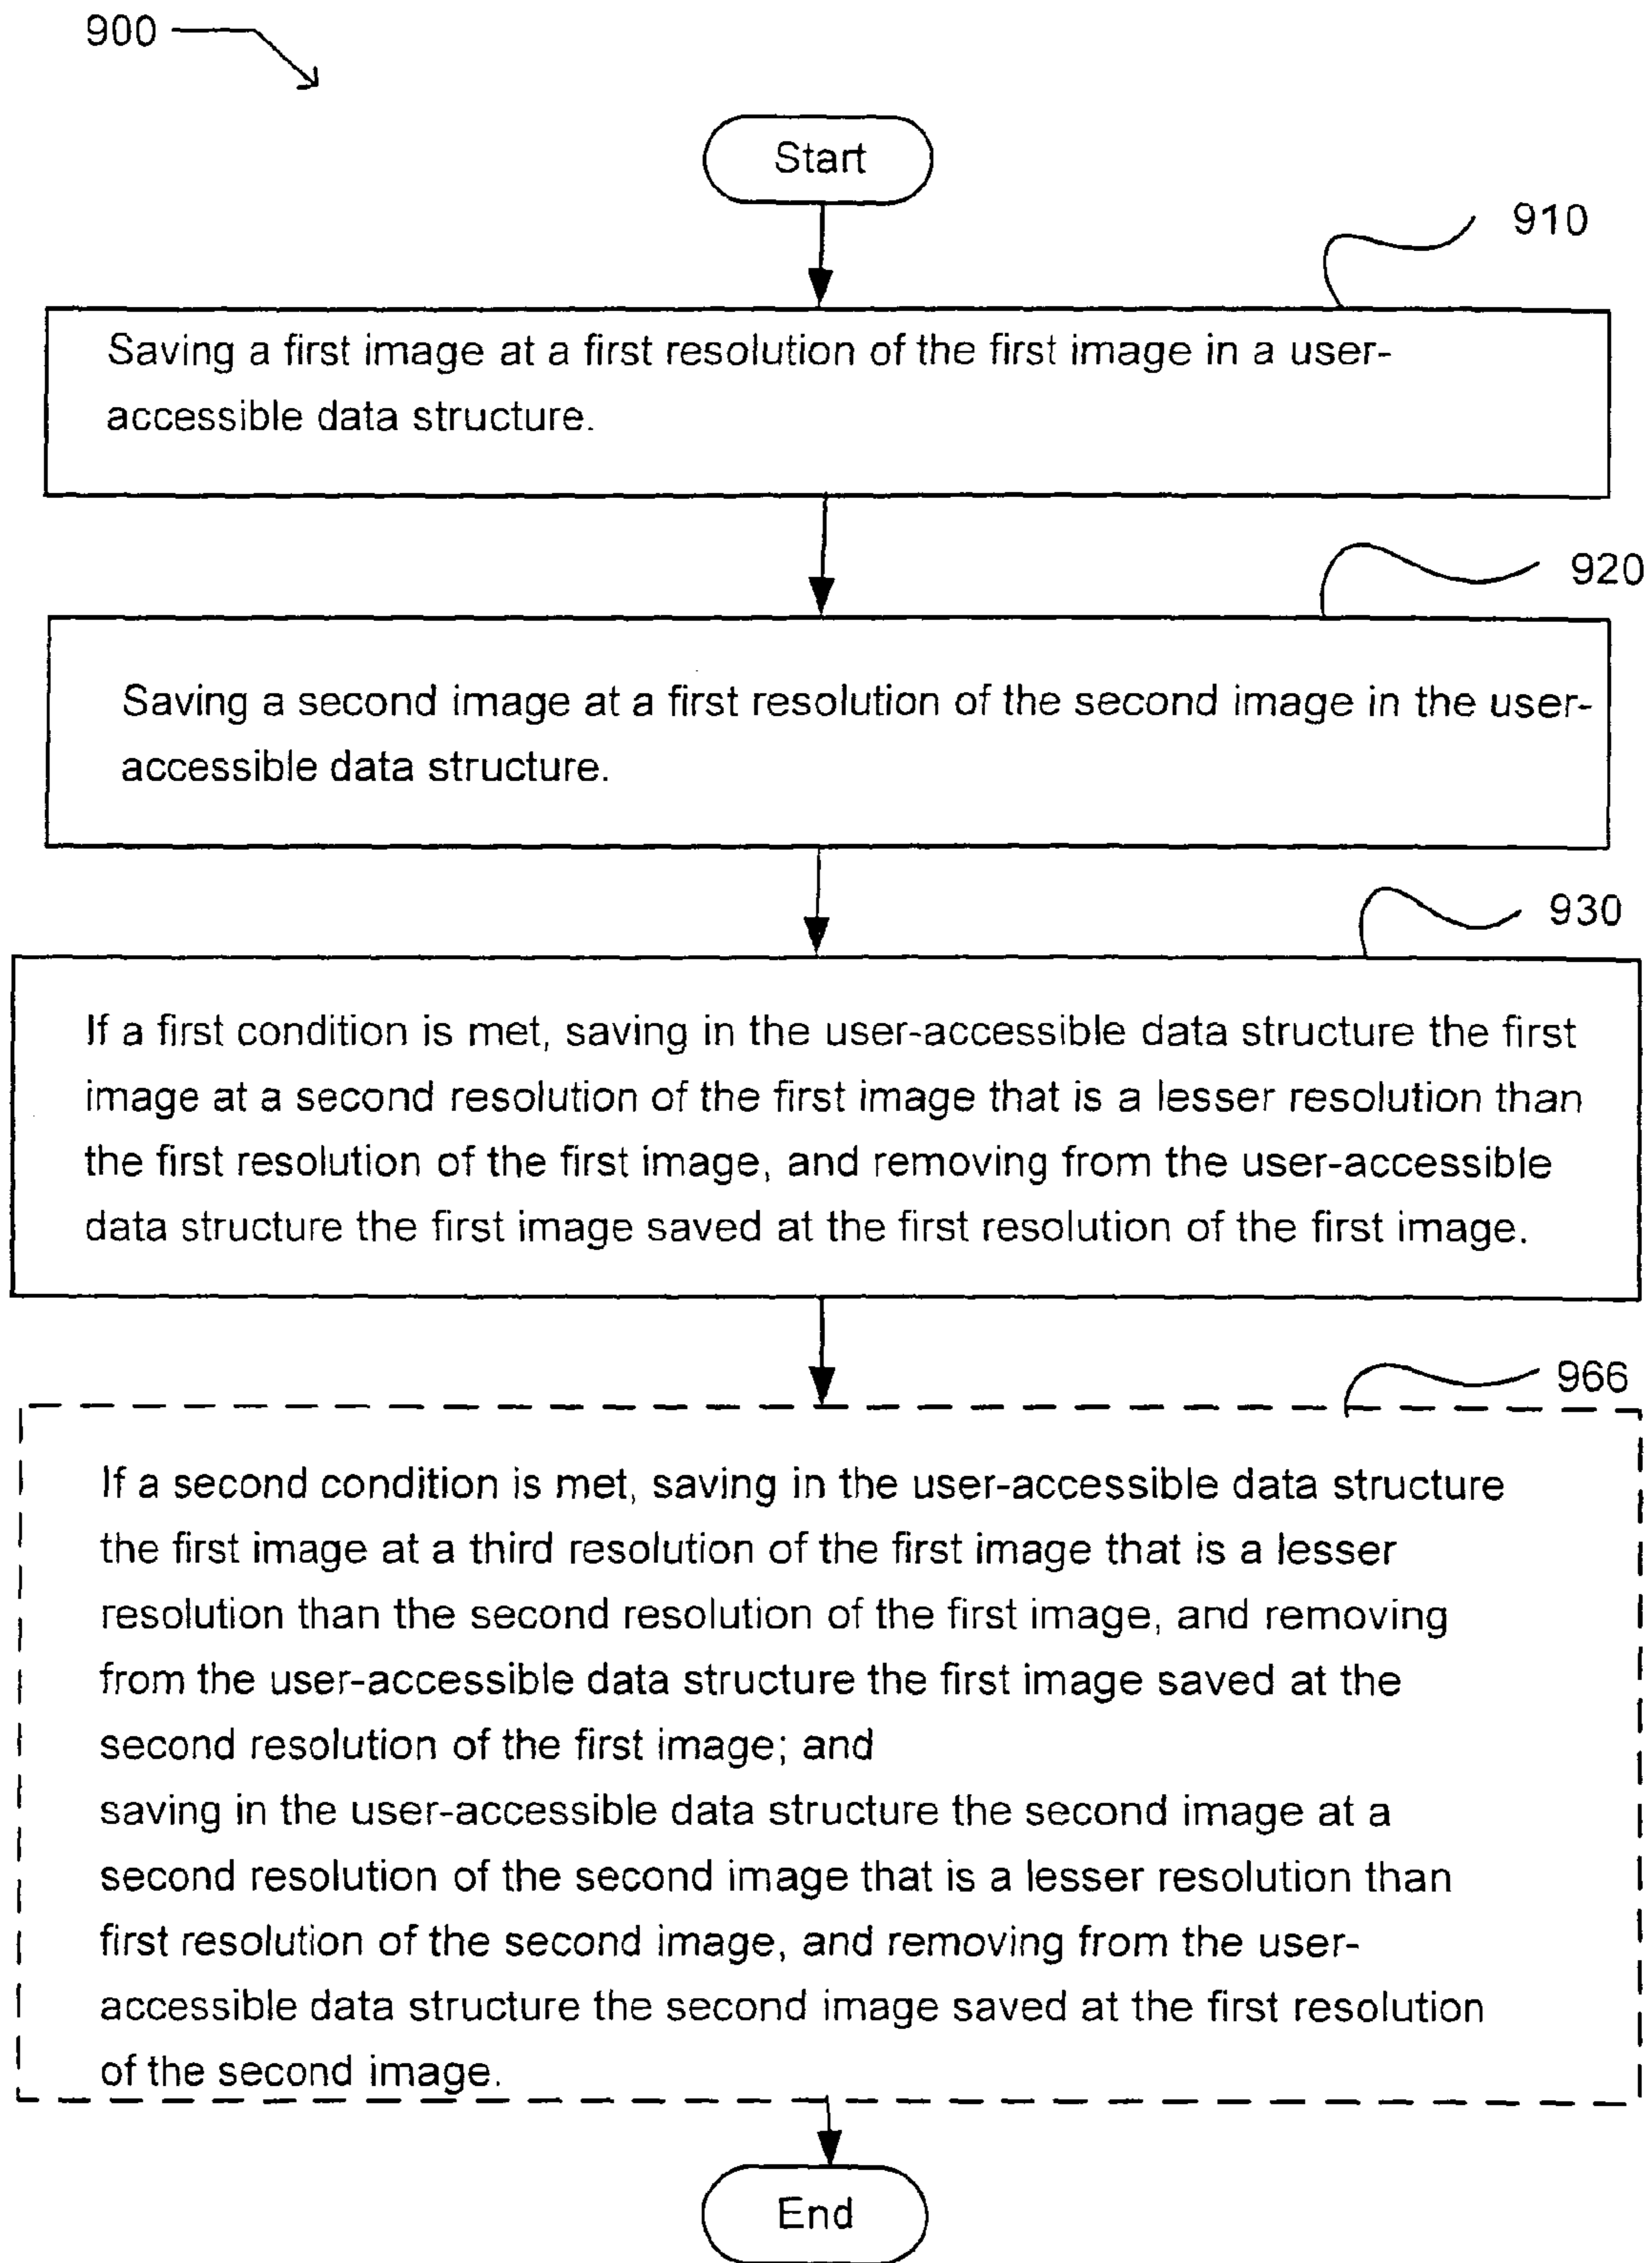 900
Start
910
Saving a first image at a first resolution of the first image in a user-
accessible data structure.
920
Saving a second image at a first resolution of the second image in the user-
accessible data structure.
930
If a first condition is met, saving in the user-accessible data structure the first
image at a second resolution of the first image that is a lesser resolution than
the first resolution of the first image, and removing from the user-accessible
data structure the first image saved at the first resolution of the first image.
966
If a second condition is met, saving in the user-accessible data structure
the first image at a third resolution of the first image that is a lesser
resolution than the second resolution of the first image, and removing
from the user-accessible data structure the first image saved at the
second resolution of the first image; and
saving in the user-accessible data structure the second image at a
second resolution of the second image that is a lesser resolution than
first resolution of the second image, and removing from the user-
accessible data structure the second image saved at the first resolution
of the second image.
End